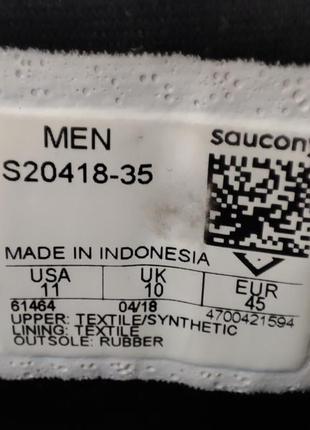 MEN saucony
S20418-35
MADE IN INDONESIA
USA UK EUR
11 10 45
61464 04/18 4700421594
UPPER: TEXTILE/SYNTHETIC
LINING: TEXTILE
OUTSOLE: RUBBER